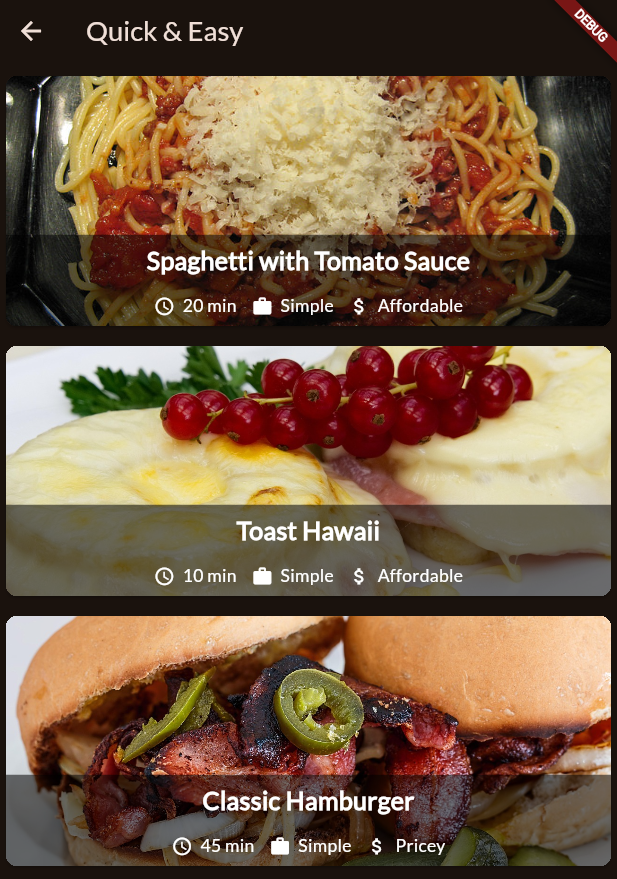 Quick & Easy
DEBUG
Spaghetti with Tomato Sauce
20 min Simple $ Affordable
Toast Hawaii
10 min Simple $ Affordable
Classic Hamburger
45 min Simple $ Pricey